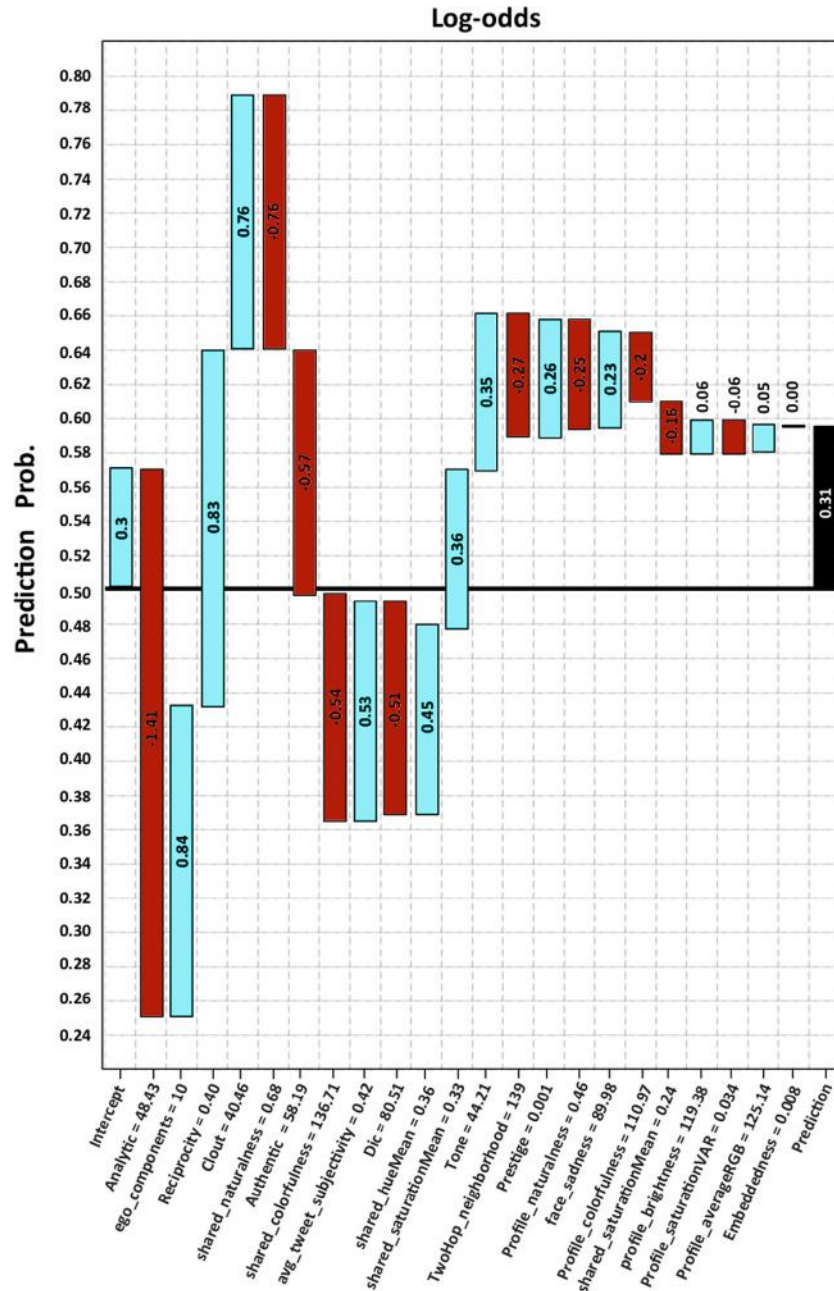 Log-odds
Prediction Prob.
0.80
0.78
0.76
0.74
0.72
0.70
0.68
0.66
0.64
0.62
0.60
0.58
0.56
0.54
0.52
0.50
0.48
0.46
0.44
0.42
0.40
0.38
0.36
0.34
0.32
0.30
0.28
0.26
0.24
0.3
-1.41
0.84
0.83
0.76
-0.76
-0.57
-0.54
0.53
-0.51
0.45
0.36
0.35
-0.27
0.26
-0.25
0.23
-0.2
-0.16
0.06
-0.06
0.05
0.00
0.31
Intercept
Analytic = 48.43
ego_components = 10
Reciprocity = 0.40
Clout = 40.46
shared_naturalness = 0.68
Authentic = 58.19
shared_colorfulness = 136.71
avg_tweet_subjectivity = 0.42
Dic = 80.51
shared_hueMean = 0.36
shared_saturationMean = 0.33
Tone = 44.21
TwoHop_neighborhood = 139
Prestige = 0.001
Profile_naturalness = 0.46
face_sadness = 89.98
Profile_colorfulness = 110.97
shared_saturationMean = 0.24
profile_brightness = 119.38
Profile_saturationVAR = 0.034
Profile_averageRGB = 125.14
Embeddedness = 0.008
Prediction